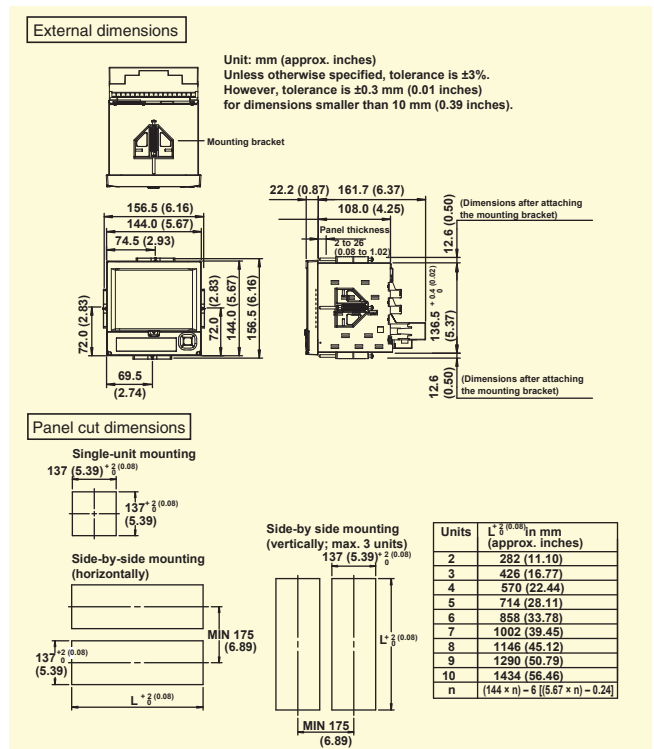 External dimensions
Unit: mm (approx. inches)
Unless otherwise specified, tolerance is ±3%.
However, tolerance is ±0.3 mm (0.01 inches)
for dimensions smaller than 10 mm (0.39 inches).
Mounting bracket
156.5 (6.16)
144.0 (5.67)
74.5 (2.93)
72.0 (2.83)
72.0 (2.83)
144.0 (5.67)
156.5 (6.16)
69.5
(2.74)
22.2 (0.87) 161.7 (6.37)
108.0 (4.25)
Panel thickness
2 to 26
(0.08 to 1.02)
12.6 (0.50)
(Dimensions after attaching
the mounting bracket)
136.5 + 0.4 (0.02) 0
(5.37)
12.6
(0.50)
(Dimensions after attaching
the mounting bracket)
Panel cut dimensions
Single-unit mounting
137 (5.39) + 2 (0.08) 0
137 + 2 (0.08) 0
(5.39)
Side-by-side mounting
(horizontally)
MIN 175
(6.89)
137 +2 (0.08) 0
(5.39)
L + 2 (0.08) 0
Side-by side mounting
(vertically; max. 3 units)
137 (5.39) + 2 (0.08) 0
L + 2 (0.08) 0
MIN 175
(6.89)
Units L + 2 (0.08) 0 in mm
(approx. inches)
2 282 (11.10)
3 426 (16.77)
4 570 (22.44)
5 714 (28.11)
6 858 (33.78)
7 1002 (39.45)
8 1146 (45.12)
9 1290 (50.79)
10 1434 (56.46)
n (144 × n) – 6 [(5.67 × n) – 0.24]